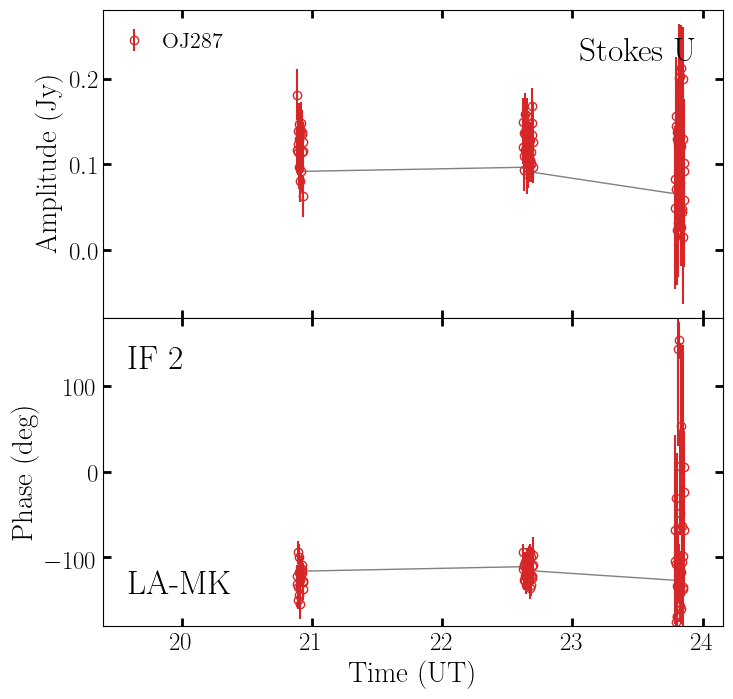 OJ287
Stokes U
Amplitude (Jy)
0.2
0.1
0.0
IF 2
Phase (deg)
100
0
−100
LA-MK
20 21 22 23 24
Time (UT)